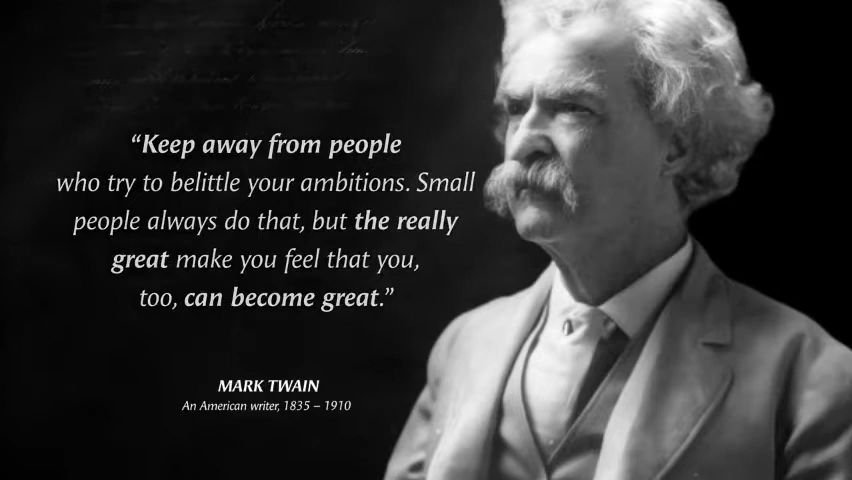 “Keep away from people
who try to belittle your ambitions. Small
people always do that, but the really
great make you feel that you,
too, can become great.”
MARK TWAIN
An American writer, 1835 – 1910